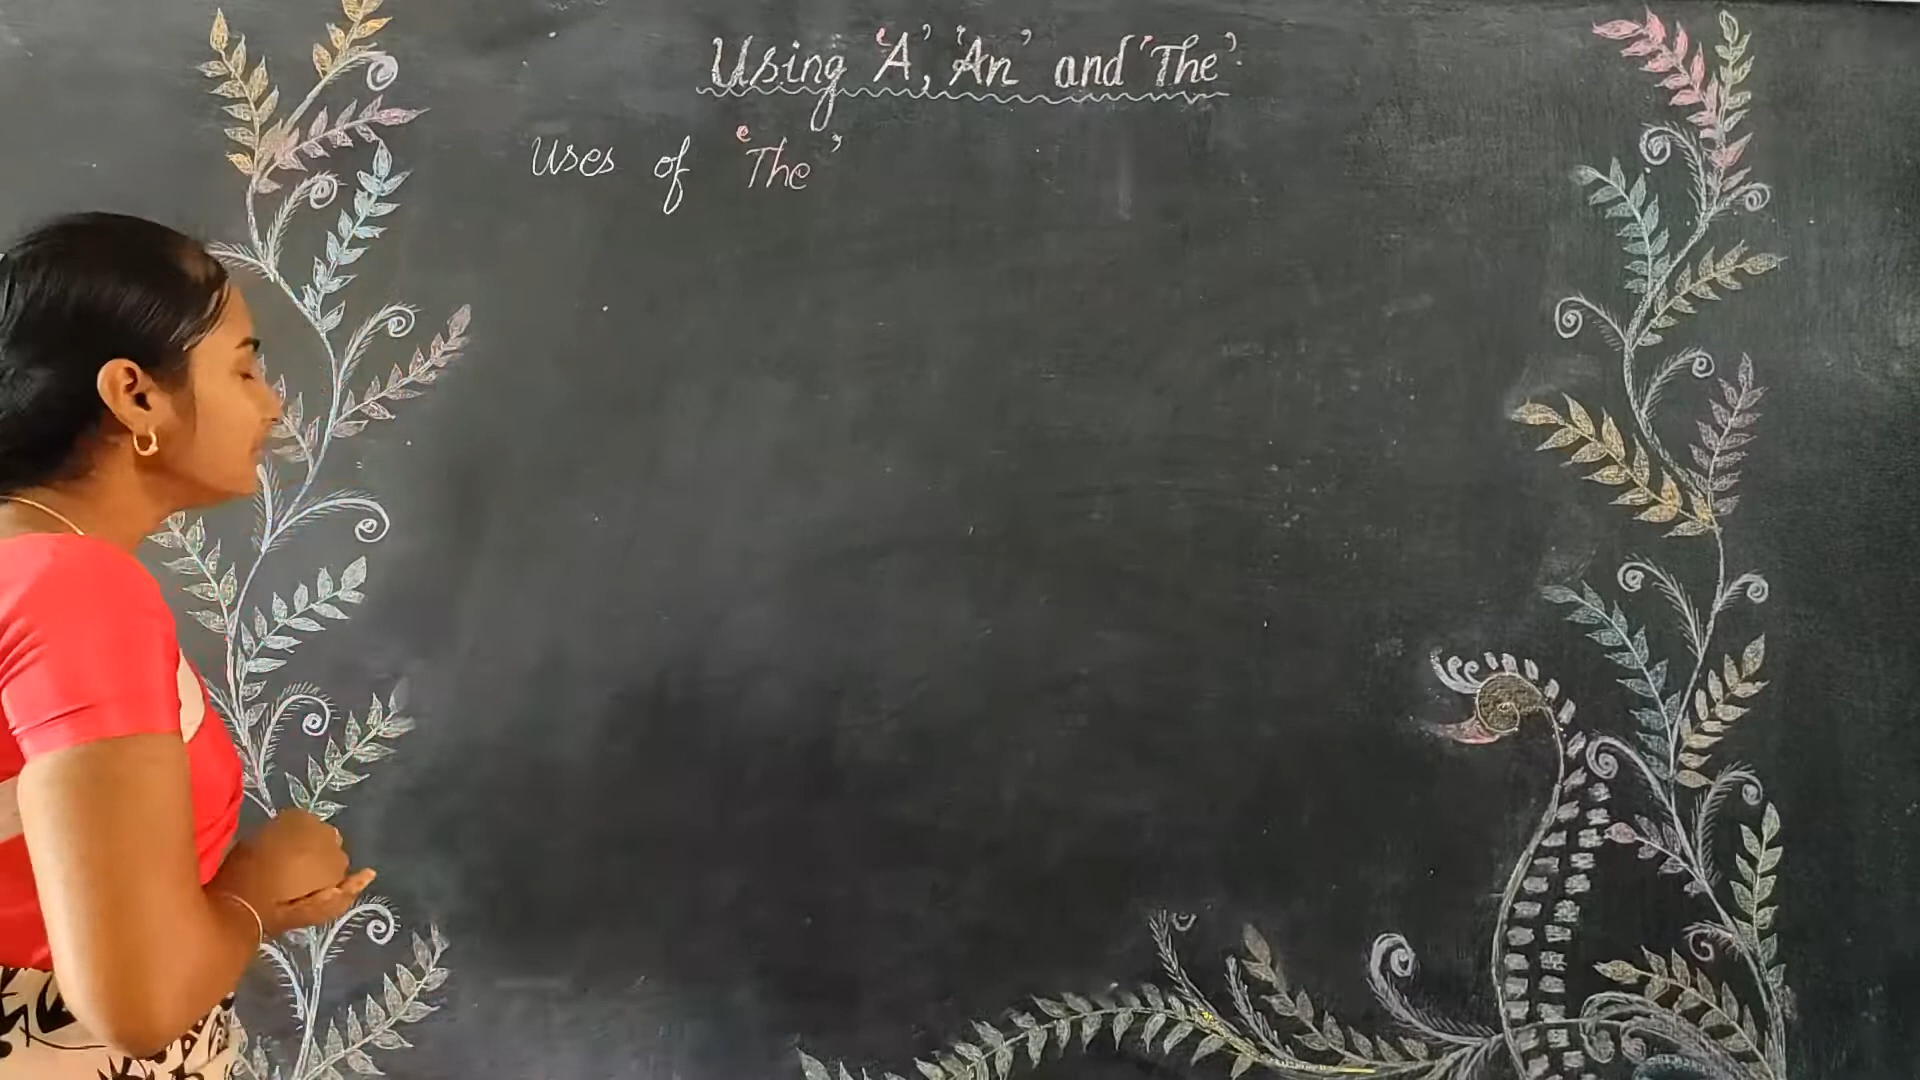 Using 'A', 'An' and 'The'
Uses of 'The'